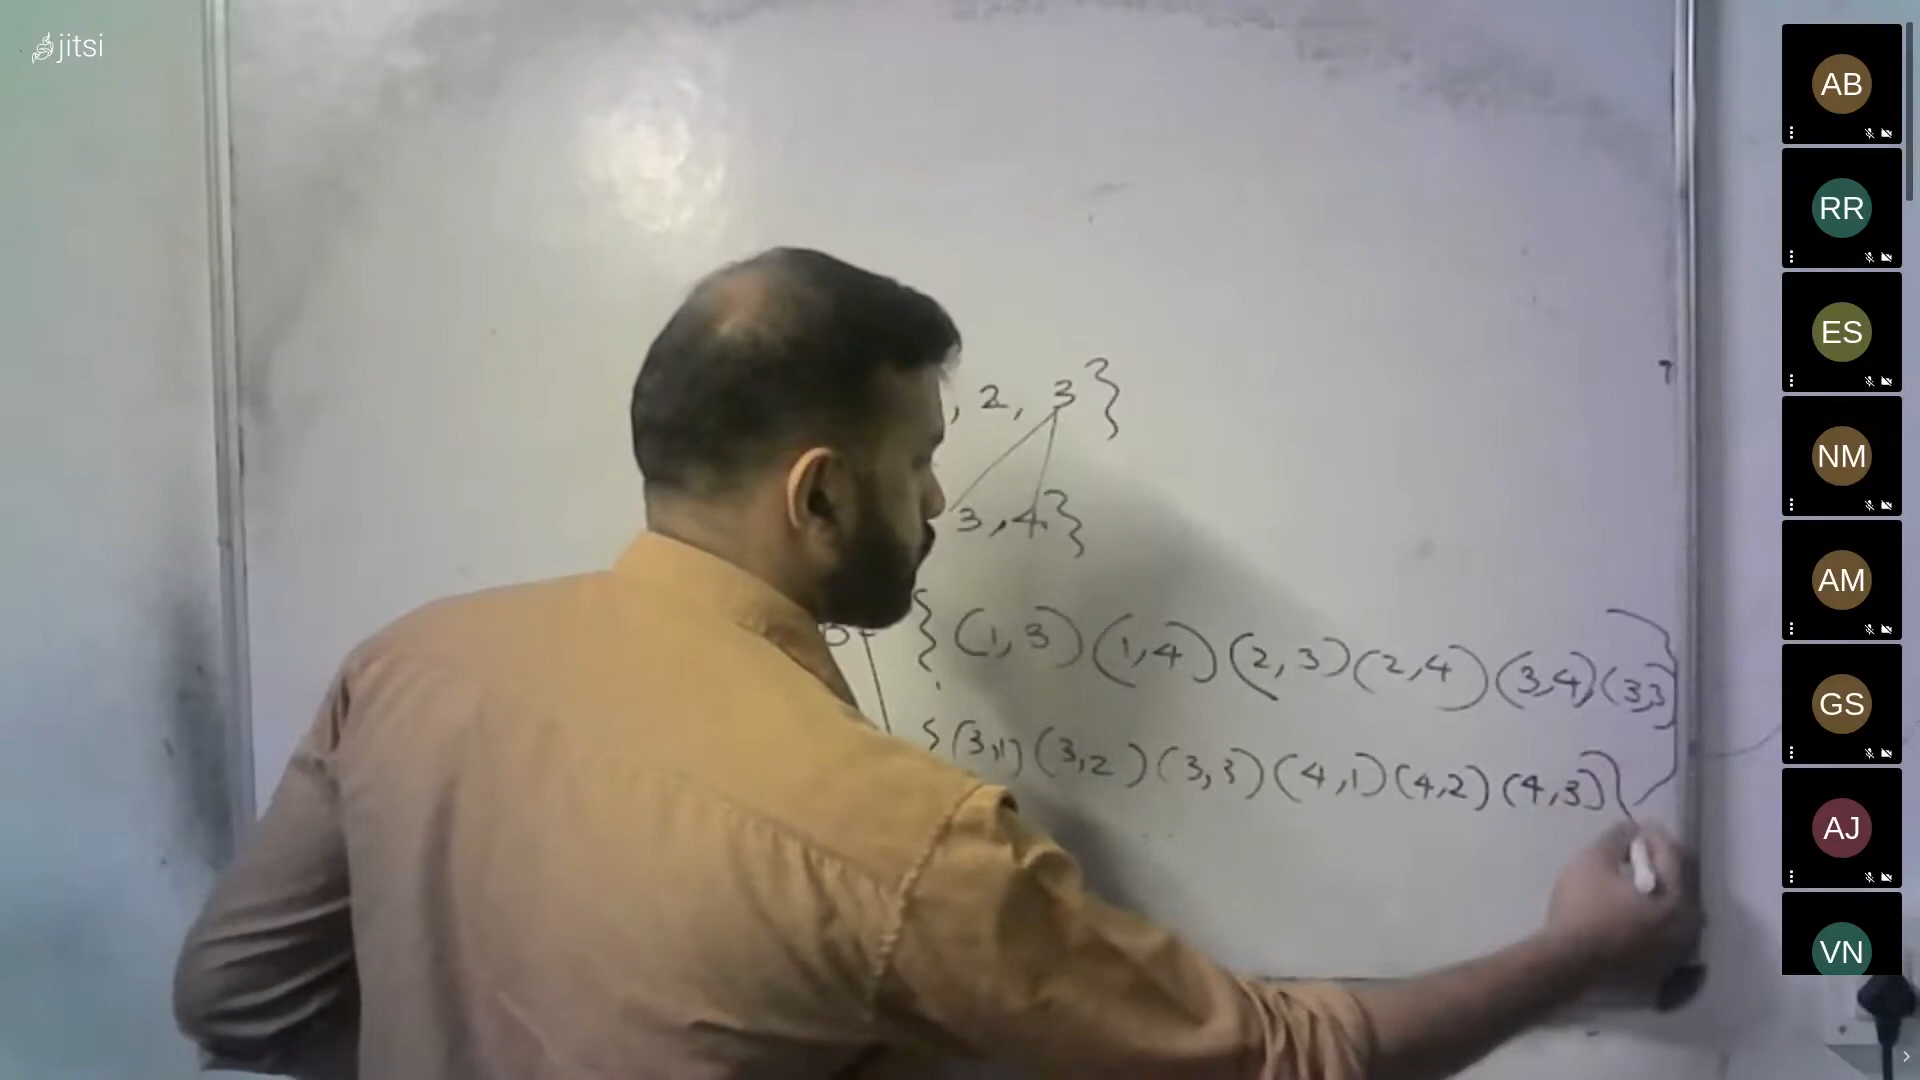 jitsi
, 2, 3 }
3, 4 }
{ (1, 3) (1, 4) (2, 3) (2, 4) (3, 4) (3, 3)
{ (3, 1) (3, 2) (3, 3) (4, 1) (4, 2) (4, 3) }
AB
RR
ES
NM
AM
GS
AJ
VN